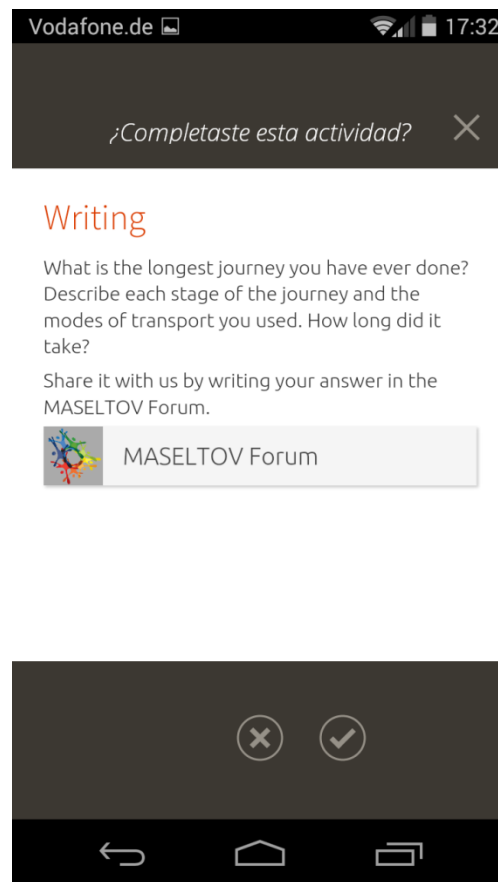 Vodafone.de 17:32
¿Completaste esta actividad?
Writing
What is the longest journey you have ever done?
Describe each stage of the journey and the
modes of transport you used. How long did it
take?
Share it with us by writing your answer in the
MASELTOV Forum.
MASELTOV Forum